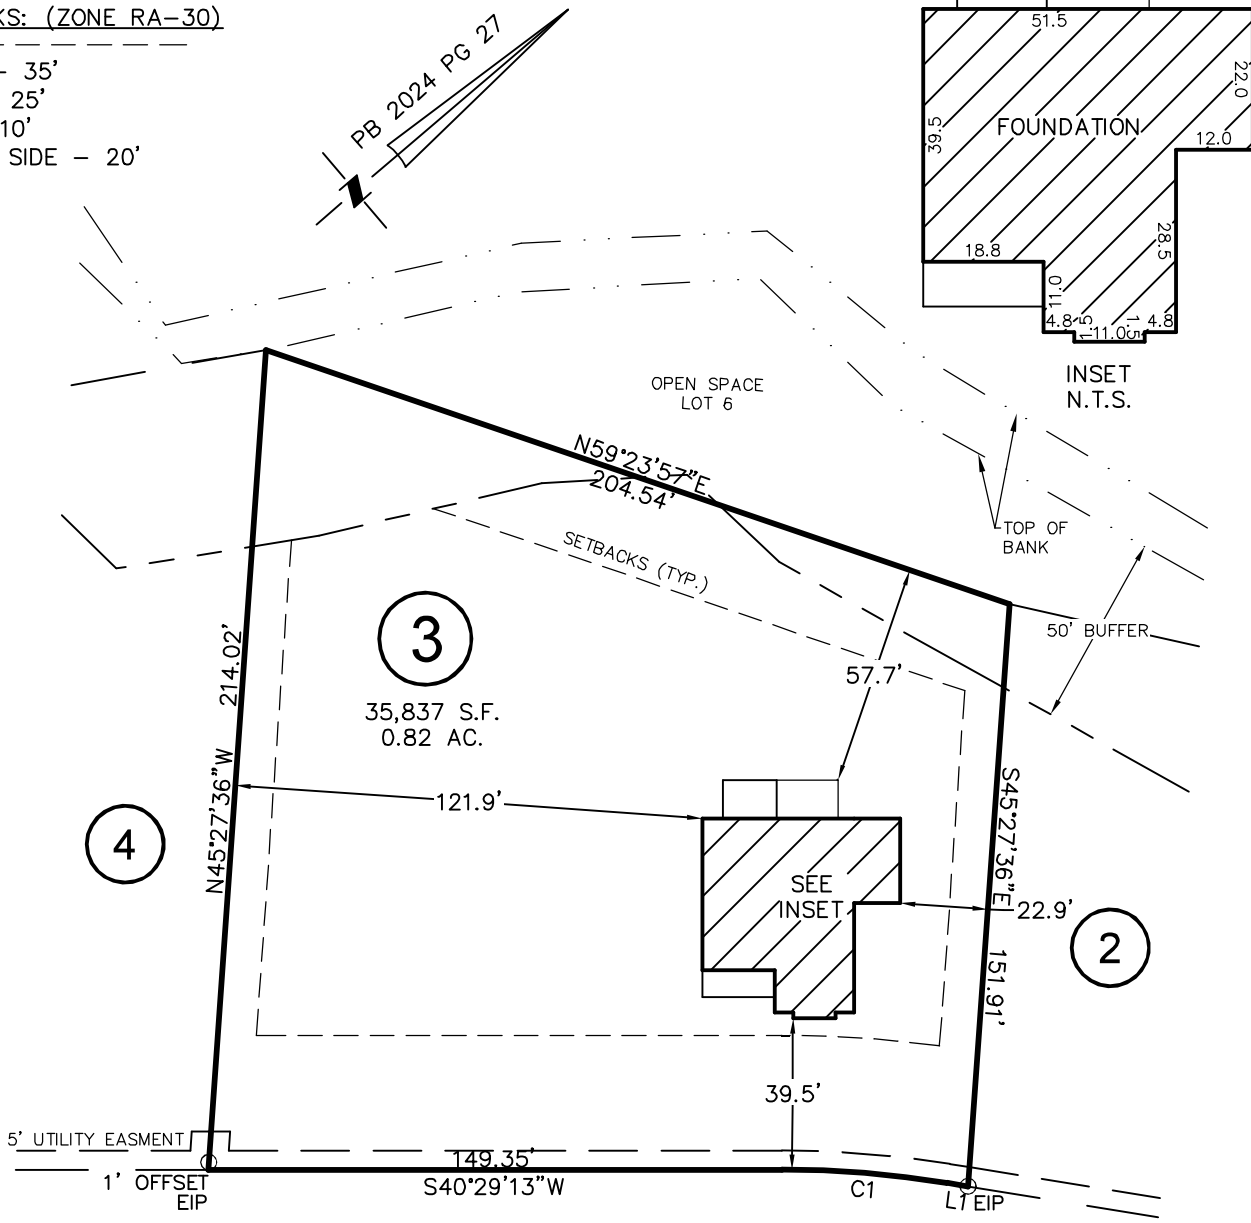 KS: (ZONE RA-30)
- 35'
25'
10'
SIDE - 20'
PB 2024 PG 27
51.5
22.0
39.5
FOUNDATION
12.0
28.5
18.8
11.0
4.8
1.5
11.0
1.5
4.8
INSET
N.T.S.
OPEN SPACE
LOT 6
N59°23'57"E
204.54'
TOP OF
BANK
SETBACKS (TYP.)
50' BUFFER
3
35,837 S.F.
0.82 AC.
57.7'
214.02'
N45°27'36"W
121.9'
4
SEE
INSET
S45°27'36"E
151.91'
22.9'
2
39.5'
5' UTILITY EASMENT
1' OFFSET
EIP
149.35'
S40°29'13"W
C1
L1 EIP